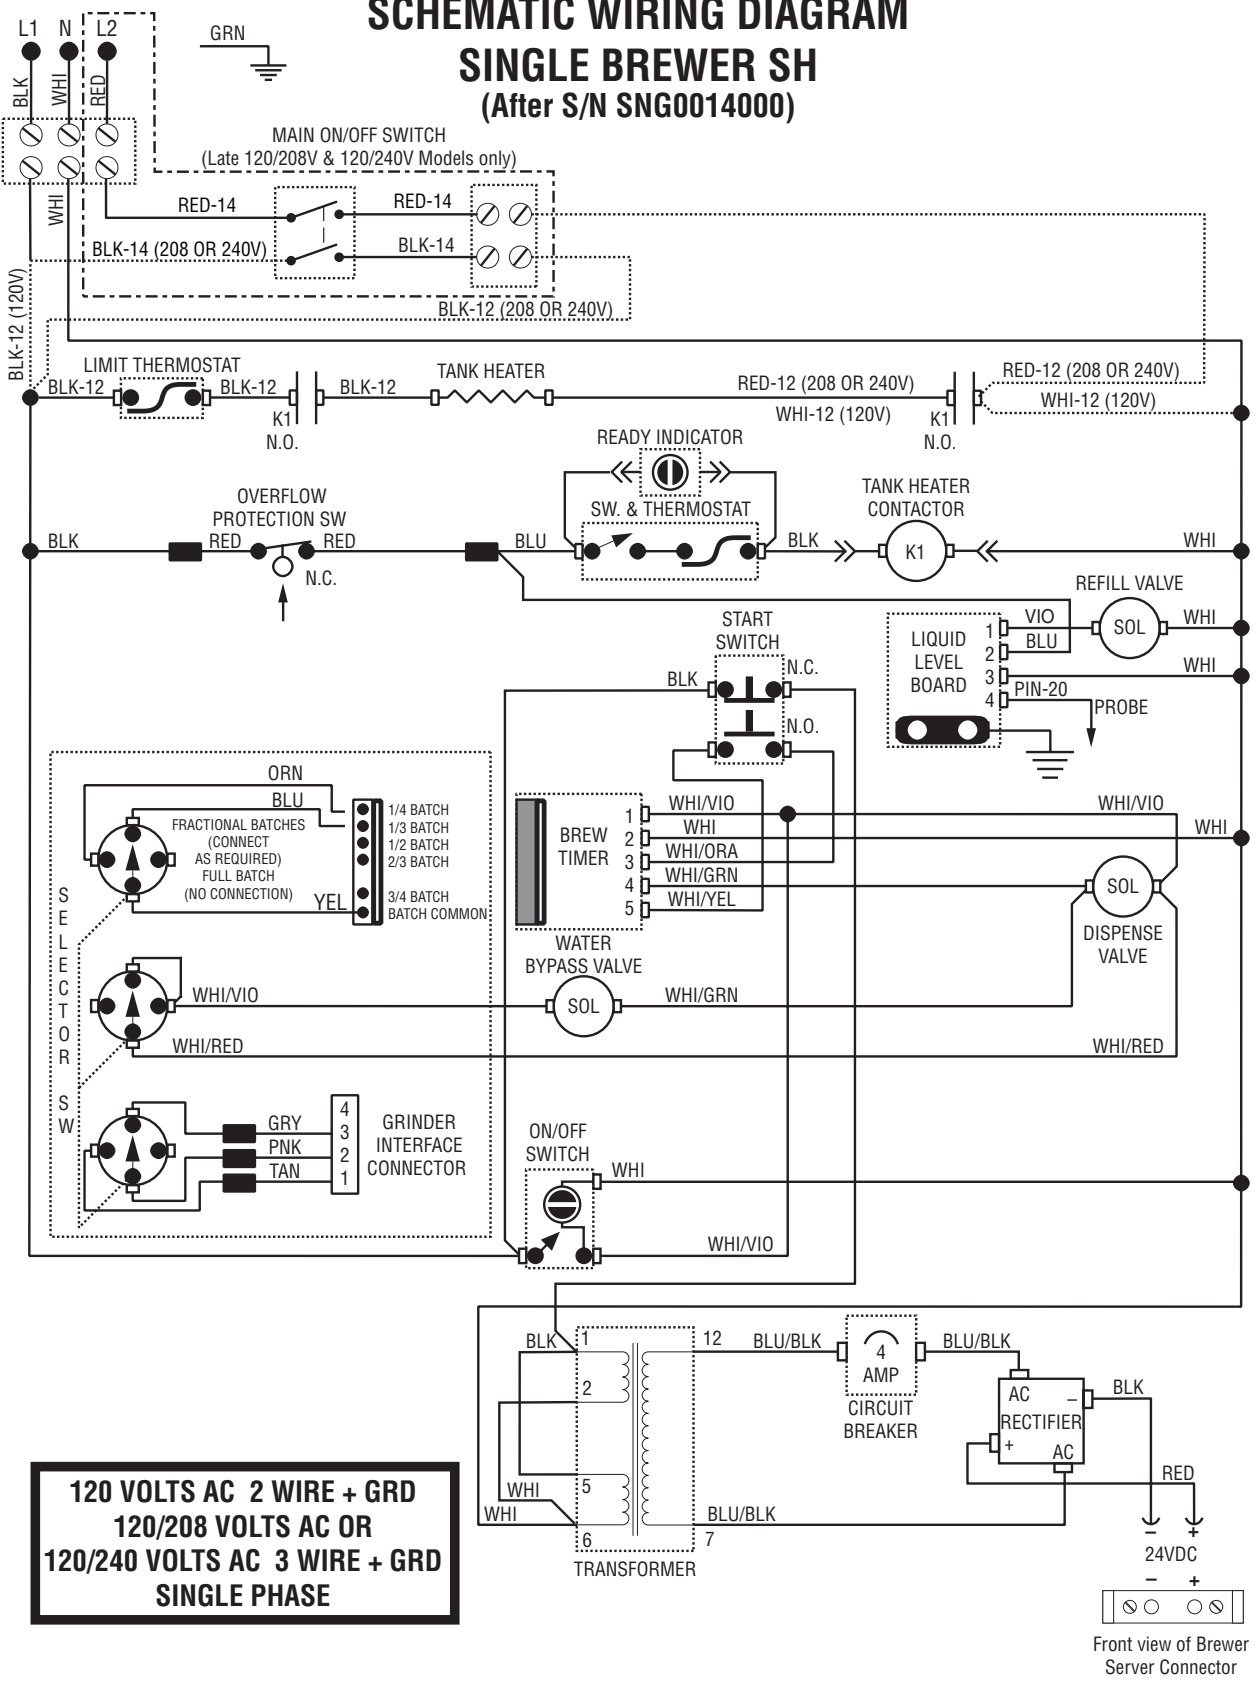 SCHEMATIC WIRING DIAGRAM
SINGLE BREWER SH
(After S/N SNG0014000)
L1 N L2
GRN
BLK
WHI
RED
MAIN ON/OFF SWITCH
(Late 120/208V & 120/240V Models only)
WHI
RED-14
RED-14
BLK-14 (208 OR 240V)
BLK-14
BLK-12 (120V)
BLK-12 (208 OR 240V)
LIMIT THERMOSTAT
BLK-12
BLK-12
BLK-12
K1
N.O.
TANK HEATER
RED-12 (208 OR 240V)
WHI-12 (120V)
K1
N.O.
RED-12 (208 OR 240V)
WHI-12 (120V)
READY INDICATOR
OVERFLOW
PROTECTION SW
BLK
RED
RED
N.C.
BLU
SW. & THERMOSTAT
BLK
TANK HEATER
CONTACTOR
K1
WHI
REFILL VALVE
SOL
WHI
LIQUID
LEVEL
BOARD
1 VIO
2 BLU
3 WHI
4 PIN-20
PROBE
START
SWITCH
BLK
N.C.
N.O.
SELECTOR SW
ORN
BLU
FRACTIONAL BATCHES
(CONNECT
AS REQUIRED)
FULL BATCH
(NO CONNECTION)
YEL
1/4 BATCH
1/3 BATCH
1/2 BATCH
2/3 BATCH
3/4 BATCH
BATCH COMMON
BREW
TIMER
1 WHI/VIO
2 WHI
3 WHI/ORA
4 WHI/GRN
5 WHI/YEL
WHI/VIO
WHI
SOL
DISPENSE
VALVE
WATER
BYPASS VALVE
WHI/VIO
SOL
WHI/GRN
WHI/RED
WHI/RED
GRY
PNK
TAN
4
3
2
1
GRINDER
INTERFACE
CONNECTOR
ON/OFF
SWITCH
WHI
WHI/VIO
BLK
1
2
5
6
WHI
WHI
12
7
TRANSFORMER
BLU/BLK
4
AMP
CIRCUIT
BREAKER
BLU/BLK
AC
–
RECTIFIER
+
AC
BLK
RED
BLU/BLK
– +
24VDC
– +
Front view of Brewer
Server Connector
120 VOLTS AC 2 WIRE + GRD
120/208 VOLTS AC OR
120/240 VOLTS AC 3 WIRE + GRD
SINGLE PHASE